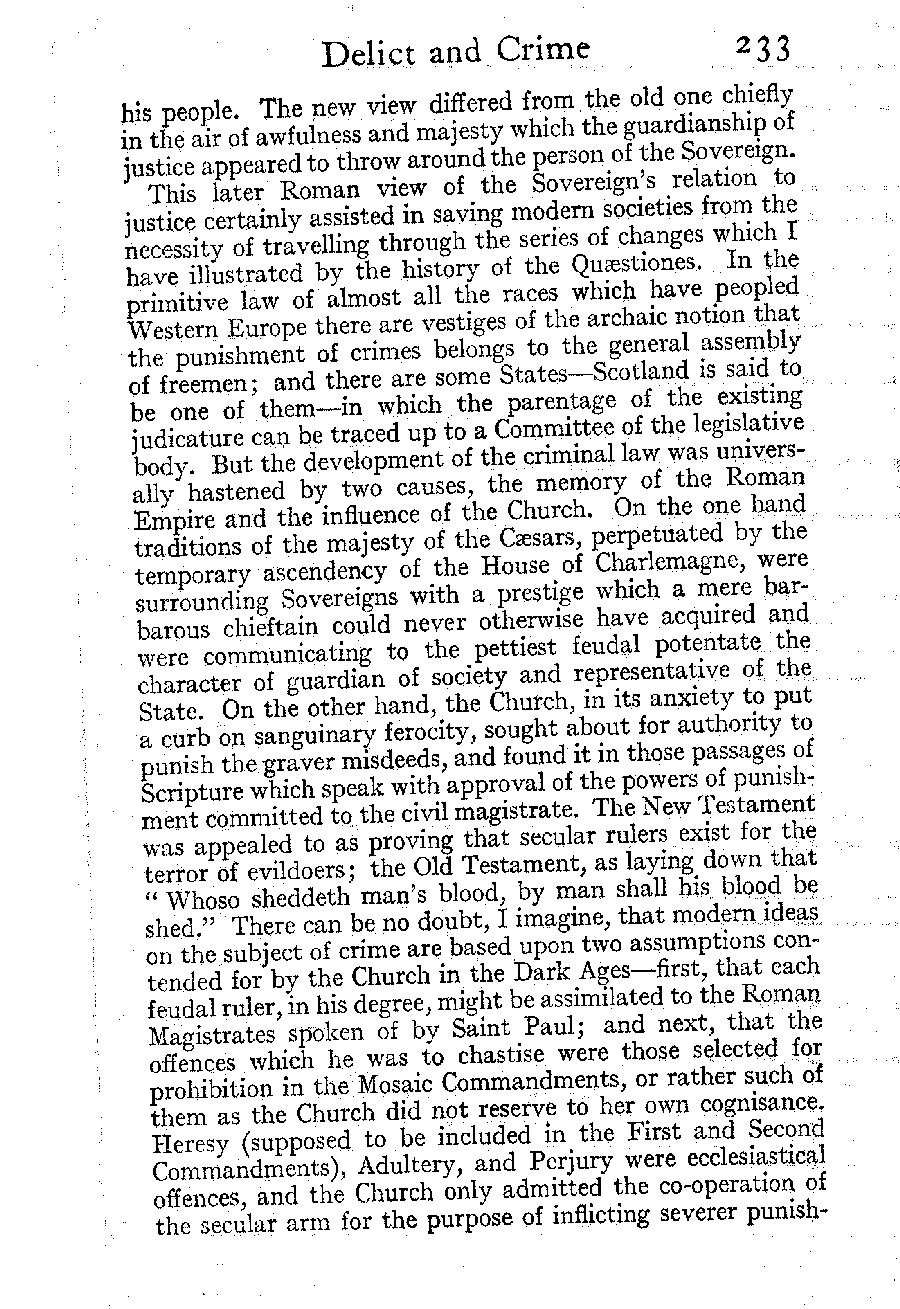 Delict and Crime 233
his people. The new view differed from the old one chiefly
in the air of awfulness and majesty which the guardianship of
justice appeared to throw around the person of the Sovereign.
This later Roman view of the Sovereign's relation to
justice certainly assisted in saving modern societies from the
necessity of travelling through the series of changes which I
have illustrated by the history of the Quæstiones. In the
primitive law of almost all the races which have peopled
Western Europe there are vestiges of the archaic notion that
the punishment of crimes belongs to the general assembly
of freemen; and there are some States—Scotland is said to
be one of them—in which the parentage of the existing
judicature can be traced up to a Committee of the legislative
body. But the development of the criminal law was univers-
ally hastened by two causes, the memory of the Roman
Empire and the influence of the Church. On the one hand
traditions of the majesty of the Cæsars, perpetuated by the
temporary ascendency of the House of Charlemagne, were
surrounding Sovereigns with a prestige which a mere bar-
barous chieftain could never otherwise have acquired and
were communicating to the pettiest feudal potentate the
character of guardian of society and representative of the
State. On the other hand, the Church, in its anxiety to put
a curb on sanguinary ferocity, sought about for authority to
punish the graver misdeeds, and found it in those passages of
Scripture which speak with approval of the powers of punish-
ment committed to the civil magistrate. The New Testament
was appealed to as proving that secular rulers exist for the
terror of evildoers; the Old Testament, as laying down that
“ Whoso sheddeth man's blood, by man shall his blood be
shed.” There can be no doubt, I imagine, that modern ideas
on the subject of crime are based upon two assumptions con-
tended for by the Church in the Dark Ages—first, that each
feudal ruler, in his degree, might be assimilated to the Roman
Magistrates spoken of by Saint Paul; and next, that the
offences which he was to chastise were those selected for
prohibition in the Mosaic Commandments, or rather such of
them as the Church did not reserve to her own cognisance.
Heresy (supposed to be included in the First and Second
Commandments), Adultery, and Perjury were ecclesiastical
offences, and the Church only admitted the co-operation of
the secular arm for the purpose of inflicting severer punish-